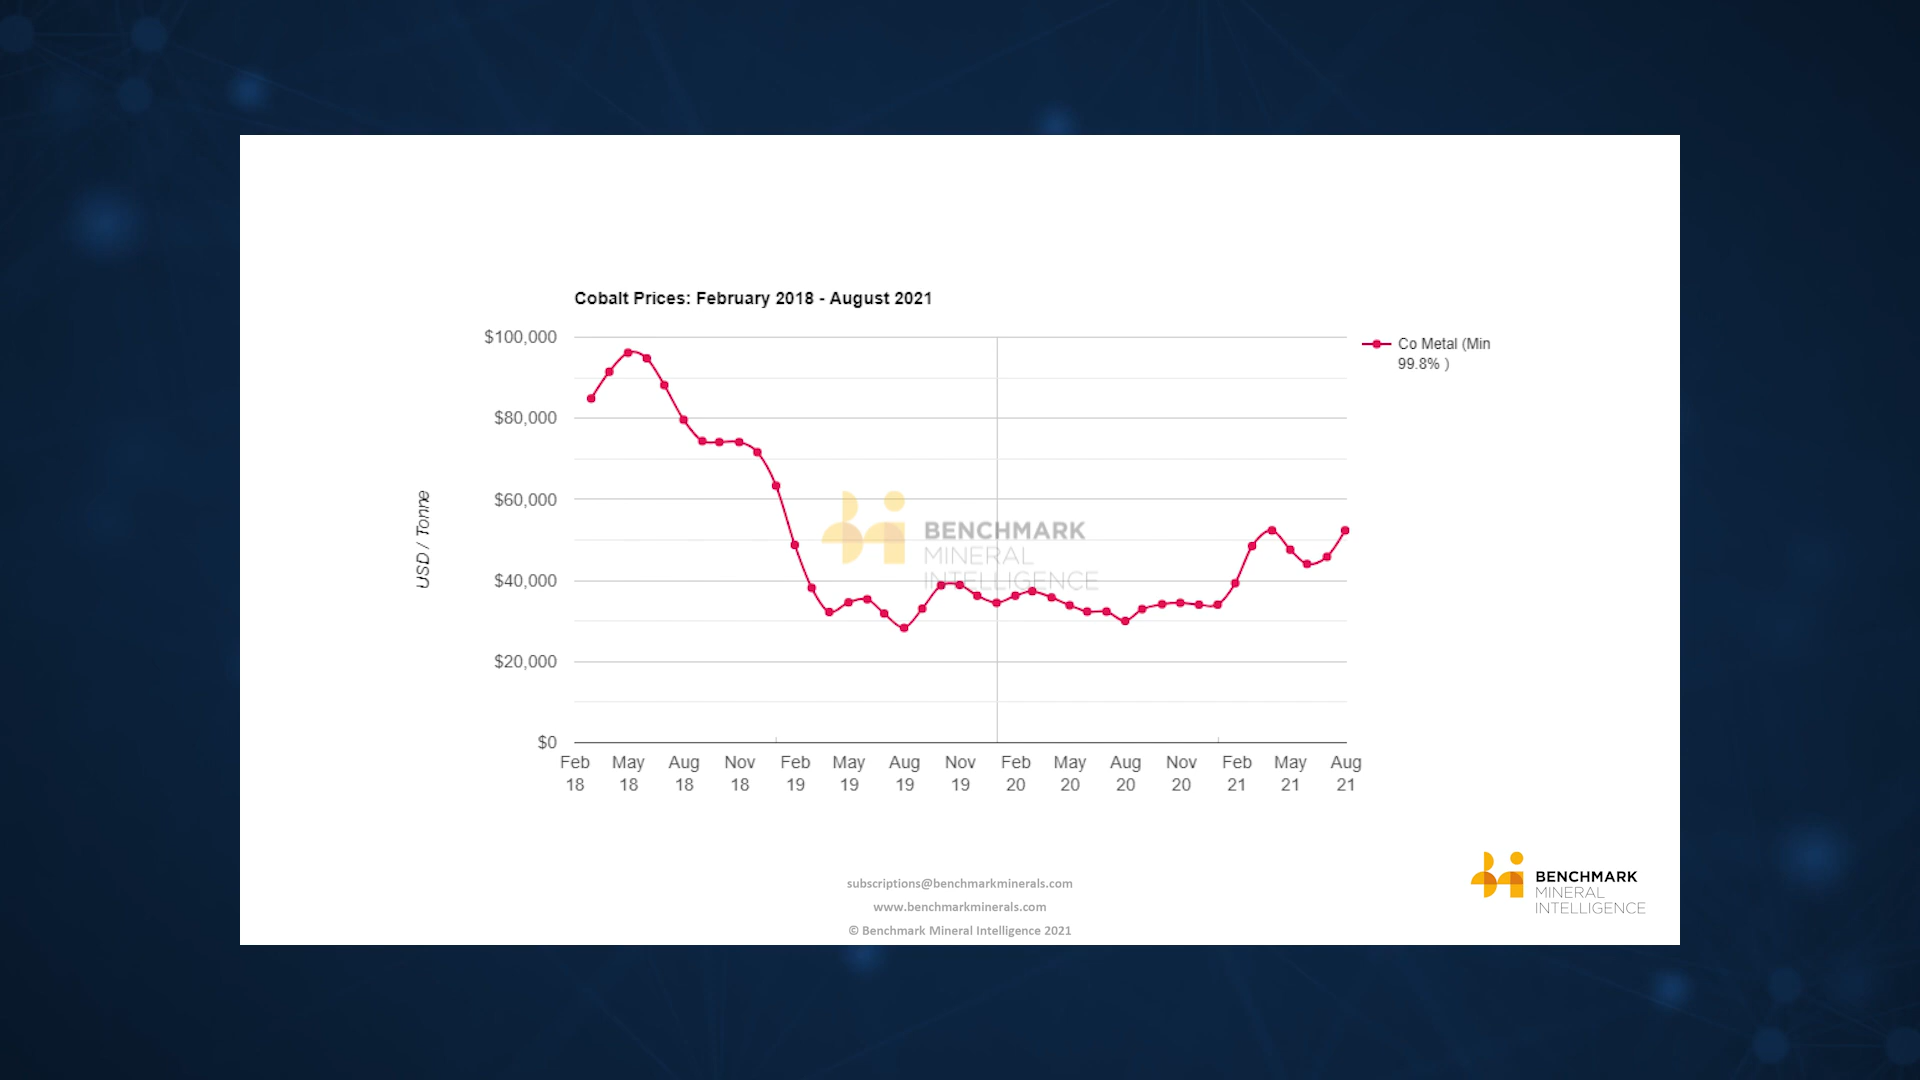 Cobalt Prices: February 2018 - August 2021
$100,000
$80,000
$60,000
$40,000
$20,000
$0
USD / Tonne
Co Metal (Min
99.8% )
BENCHMARK
MINERAL
INTELLIGENCE
Feb May Aug Nov Feb May Aug Nov Feb May Aug Nov Feb May Aug
18 18 18 18 19 19 19 19 20 20 20 20 21 21 21
subscriptions@benchmarkminerals.com
www.benchmarkminerals.com
© Benchmark Mineral Intelligence 2021
BENCHMARK
MINERAL
INTELLIGENCE